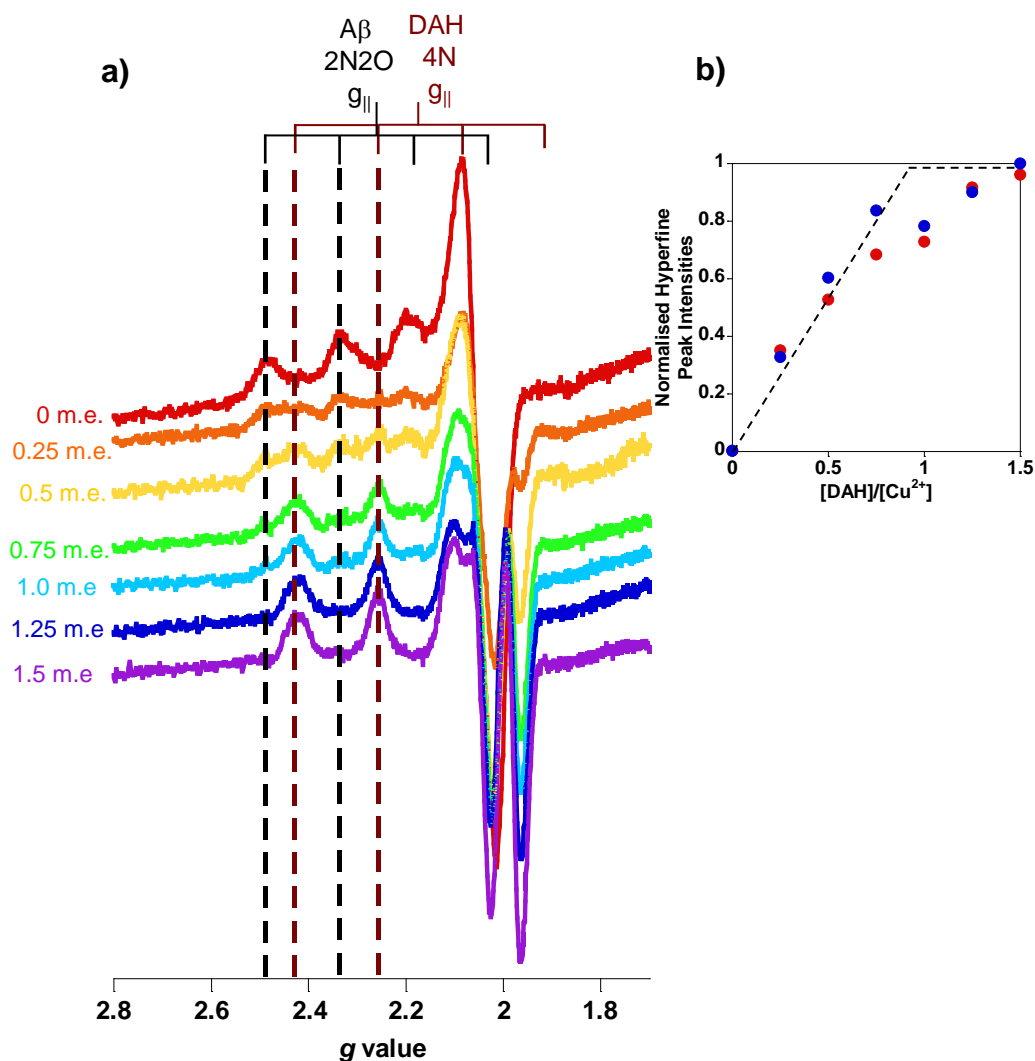 a)
Aβ
2N2O
g||
DAH
4N
g||
0 m.e.
0.25 m.e.
0.5 m.e.
0.75 m.e.
1.0 m.e
1.25 m.e
1.5 m.e
2.8 2.6 2.4 2.2 2 1.8
g value
b)
Normalised Hyperfine
Peak Intensities
1
0.8
0.6
0.4
0.2
0
0 0.5 1 1.5
[DAH]/[Cu²⁺]